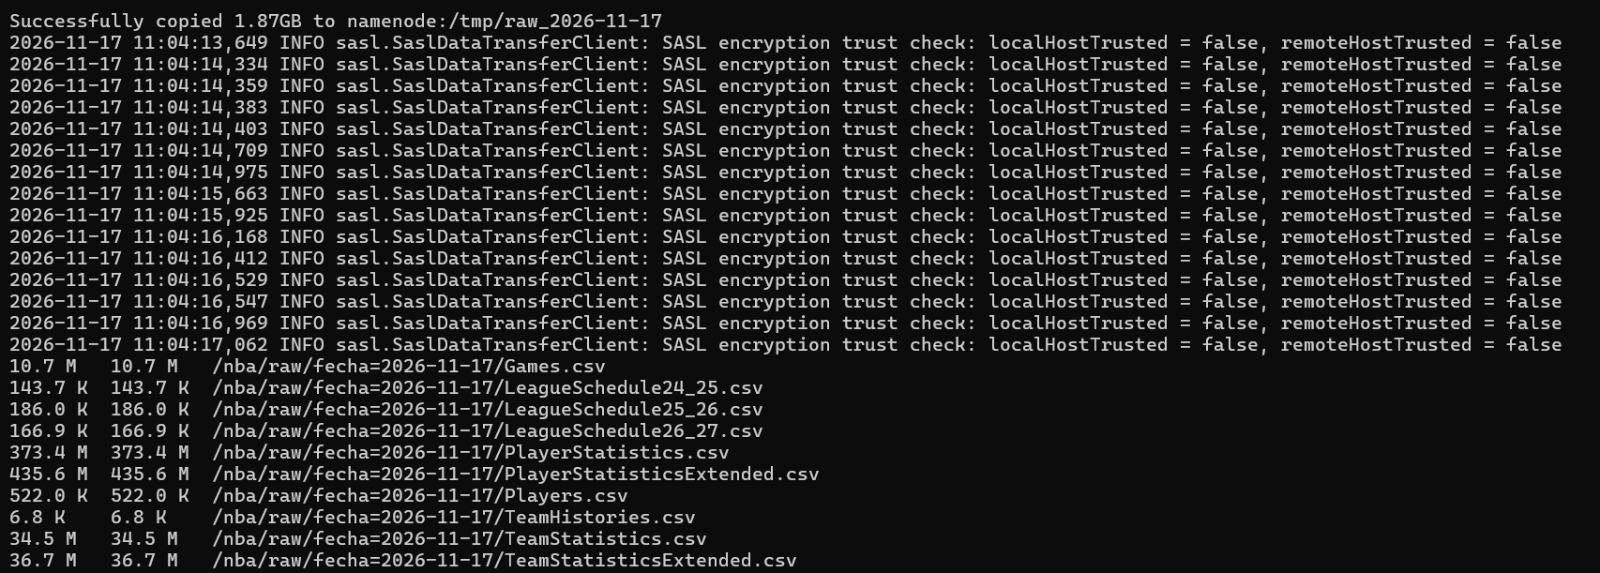 Successfully copied 1.87GB to namenode:/tmp/raw_2026-11-17
2026-11-17 11:04:13,649 INFO sasl.SaslDataTransferClient: SASL encryption trust check: localHostTrusted = false, remoteHostTrusted = false
2026-11-17 11:04:14,334 INFO sasl.SaslDataTransferClient: SASL encryption trust check: localHostTrusted = false, remoteHostTrusted = false
2026-11-17 11:04:14,359 INFO sasl.SaslDataTransferClient: SASL encryption trust check: localHostTrusted = false, remoteHostTrusted = false
2026-11-17 11:04:14,383 INFO sasl.SaslDataTransferClient: SASL encryption trust check: localHostTrusted = false, remoteHostTrusted = false
2026-11-17 11:04:14,403 INFO sasl.SaslDataTransferClient: SASL encryption trust check: localHostTrusted = false, remoteHostTrusted = false
2026-11-17 11:04:14,709 INFO sasl.SaslDataTransferClient: SASL encryption trust check: localHostTrusted = false, remoteHostTrusted = false
2026-11-17 11:04:14,975 INFO sasl.SaslDataTransferClient: SASL encryption trust check: localHostTrusted = false, remoteHostTrusted = false
2026-11-17 11:04:15,663 INFO sasl.SaslDataTransferClient: SASL encryption trust check: localHostTrusted = false, remoteHostTrusted = false
2026-11-17 11:04:15,925 INFO sasl.SaslDataTransferClient: SASL encryption trust check: localHostTrusted = false, remoteHostTrusted = false
2026-11-17 11:04:16,168 INFO sasl.SaslDataTransferClient: SASL encryption trust check: localHostTrusted = false, remoteHostTrusted = false
2026-11-17 11:04:16,412 INFO sasl.SaslDataTransferClient: SASL encryption trust check: localHostTrusted = false, remoteHostTrusted = false
2026-11-17 11:04:16,529 INFO sasl.SaslDataTransferClient: SASL encryption trust check: localHostTrusted = false, remoteHostTrusted = false
2026-11-17 11:04:16,547 INFO sasl.SaslDataTransferClient: SASL encryption trust check: localHostTrusted = false, remoteHostTrusted = false
2026-11-17 11:04:16,969 INFO sasl.SaslDataTransferClient: SASL encryption trust check: localHostTrusted = false, remoteHostTrusted = false
2026-11-17 11:04:17,062 INFO sasl.SaslDataTransferClient: SASL encryption trust check: localHostTrusted = false, remoteHostTrusted = false
10.7 M   10.7 M   /nba/raw/fecha=2026-11-17/Games.csv
143.7 K  143.7 K  /nba/raw/fecha=2026-11-17/LeagueSchedule24_25.csv
186.0 K  186.0 K  /nba/raw/fecha=2026-11-17/LeagueSchedule25_26.csv
166.9 K  166.9 K  /nba/raw/fecha=2026-11-17/LeagueSchedule26_27.csv
373.4 M  373.4 M  /nba/raw/fecha=2026-11-17/PlayerStatistics.csv
435.6 M  435.6 M  /nba/raw/fecha=2026-11-17/PlayerStatisticsExtended.csv
522.0 K  522.0 K  /nba/raw/fecha=2026-11-17/Players.csv
6.8 K    6.8 K    /nba/raw/fecha=2026-11-17/TeamHistories.csv
34.5 M   34.5 M   /nba/raw/fecha=2026-11-17/TeamStatistics.csv
36.7 M   36.7 M   /nba/raw/fecha=2026-11-17/TeamStatisticsExtended.csv